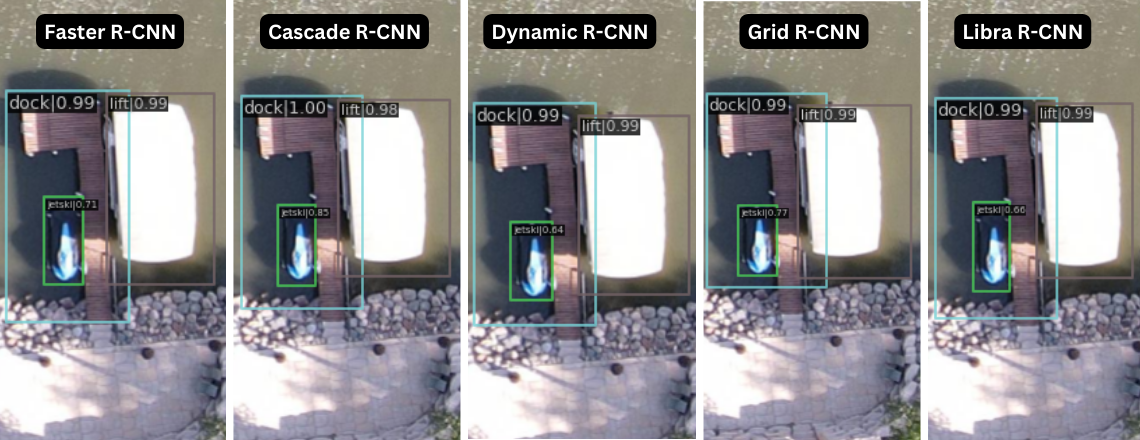 Faster R-CNN
Cascade R-CNN
Dynamic R-CNN
Grid R-CNN
Libra R-CNN
dock|0.99
lift|0.99
jetski|0.71
dock|1.00
lift|0.98
jetski|0.85
dock|0.99
lift|0.99
jetski|0.64
dock|0.99
lift|0.99
jetski|0.77
dock|0.99
lift|0.99
jetski|0.66